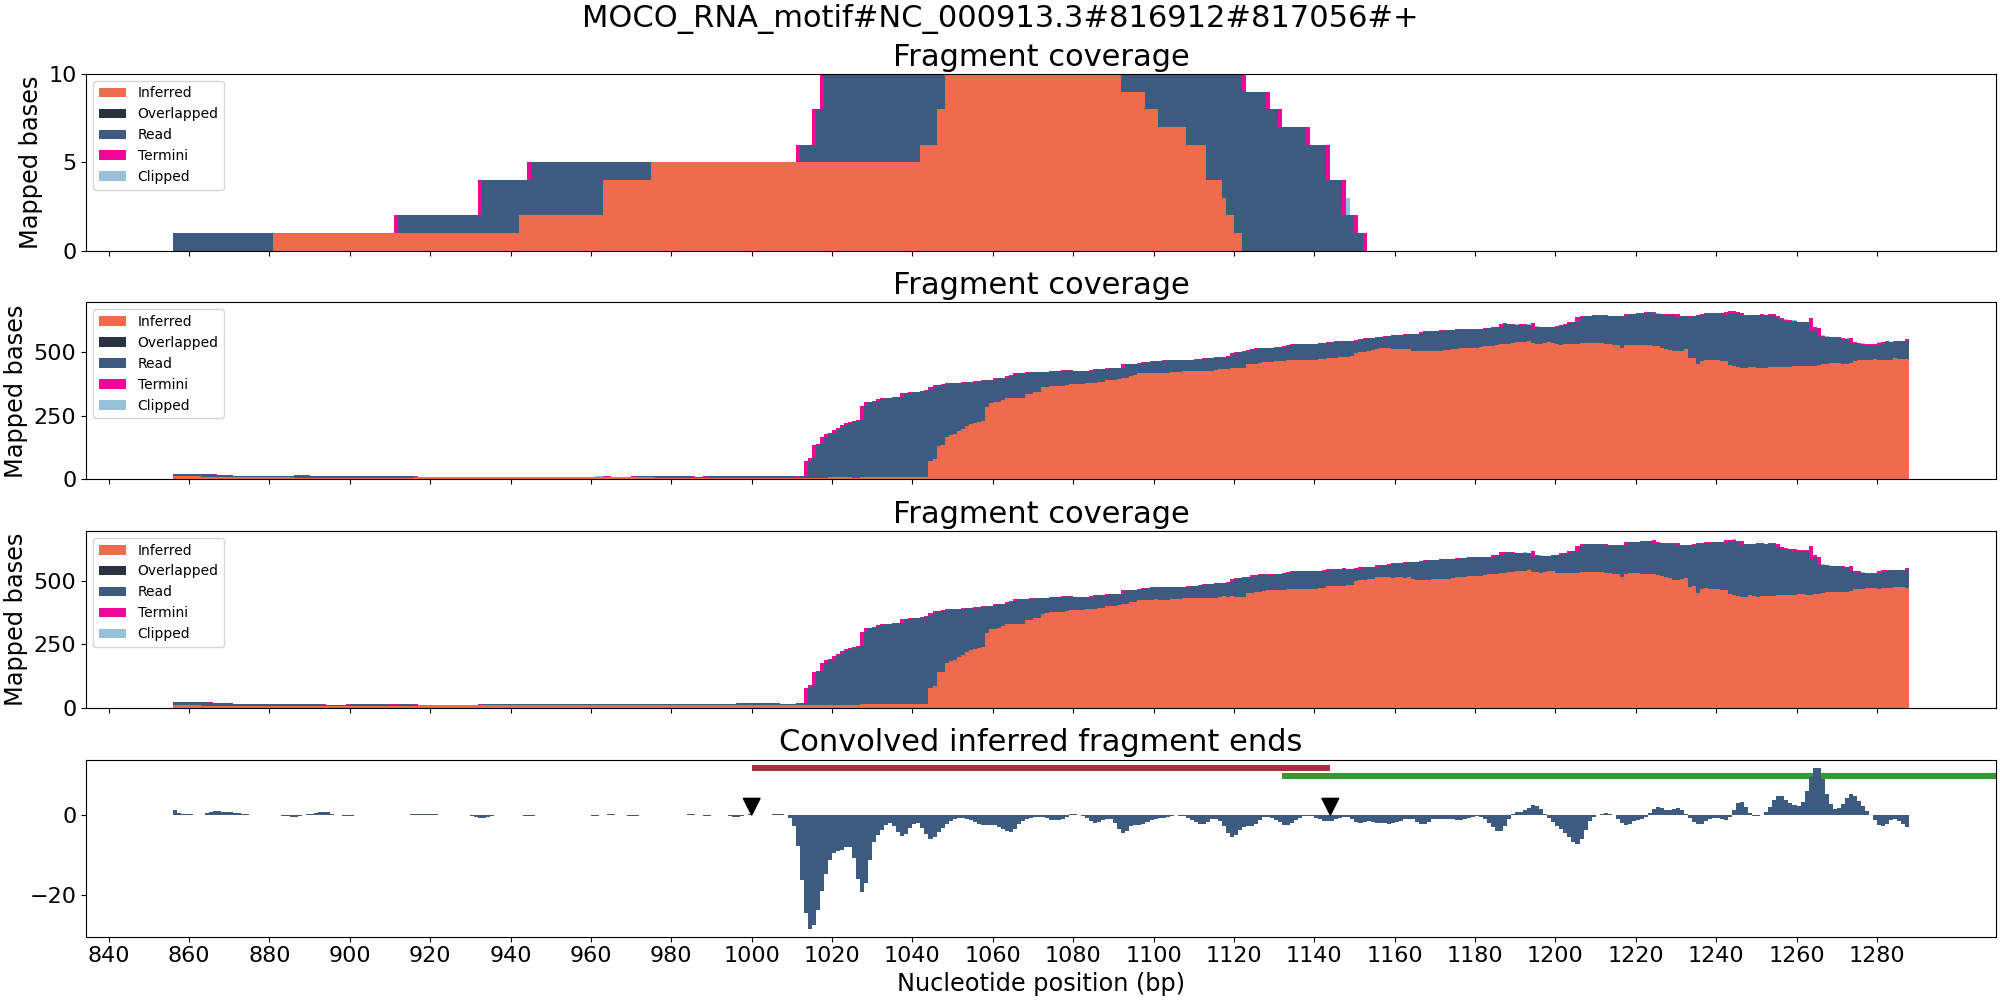 MOCO_RNA_motif#NC_000913.3#816912#817056#+
Fragment coverage
Mapped bases
10
5
0
Inferred
Overlapped
Read
Termini
Clipped
Fragment coverage
Mapped bases
500
250
0
Inferred
Overlapped
Read
Termini
Clipped
Fragment coverage
Mapped bases
500
250
0
Inferred
Overlapped
Read
Termini
Clipped
Convolved inferred fragment ends
0
−20
840 860 880 900 920 940 960 980 1000 1020 1040 1060 1080 1100 1120 1140 1160 1180 1200 1220 1240 1260 1280
Nucleotide position (bp)